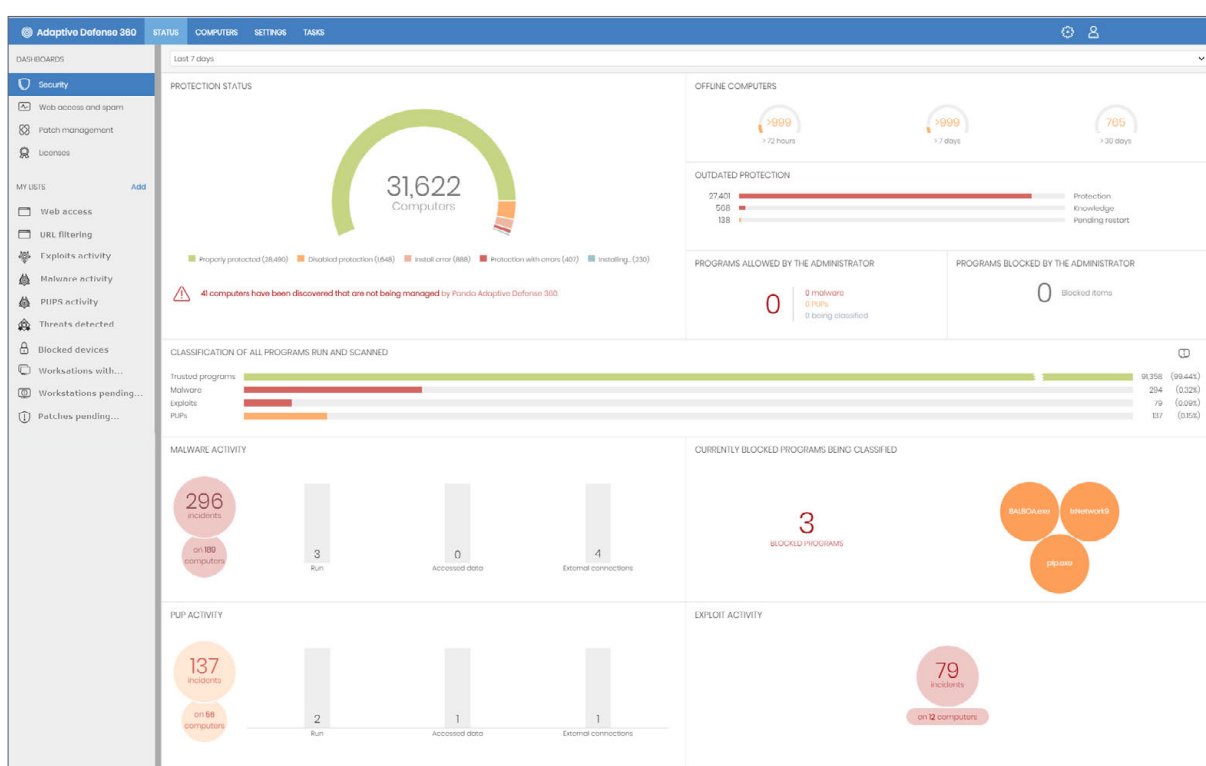 Adaptive Defense 360 STATUS COMPUTERS SETTINGS TASKS
DASHBOARDS
Security
Web access and spam
Patch management
Licenses
MY LISTS Add
Web access
URL filtering
Exploits activity
Malware activity
PUPS activity
Threats detected
Blocked devices
Worksations with...
Workstations pending...
Patches pending...
Last 7 days
PROTECTION STATUS
31,622
Computers
Properly protected (28,490) Disabled protection (1,648) Install error (888) Protection with errors (407) Installing... (230)
41 computers have been discovered that are not being managed by Panda Adaptive Defense 360.
OFFLINE COMPUTERS
>999 >999 765
> 72 hours > 7 days > 30 days
OUTDATED PROTECTION
27,401 Protection
568 Knowledge
138 Pending restart
PROGRAMS ALLOWED BY THE ADMINISTRATOR
0
0 malware
0 PUPs
0 being classified
PROGRAMS BLOCKED BY THE ADMINISTRATOR
0 Blocked items
CLASSIFICATION OF ALL PROGRAMS RUN AND SCANNED
Trusted programs 91,358 (99.44%)
Malware 294 (0.32%)
Exploits 79 (0.09%)
PUPs 137 (0.15%)
MALWARE ACTIVITY
296
incidents
on 189
computers
3 0 4
Run Accessed data External connections
CURRENTLY BLOCKED PROGRAMS BEING CLASSIFIED
3
BLOCKED PROGRAMS
BALBOA.exe IxNetwork9
pip.exe
PUP ACTIVITY
137
incidents
on 56
computers
2 1 1
Run Accessed data External connections
EXPLOIT ACTIVITY
79
incidents
on 12 computers